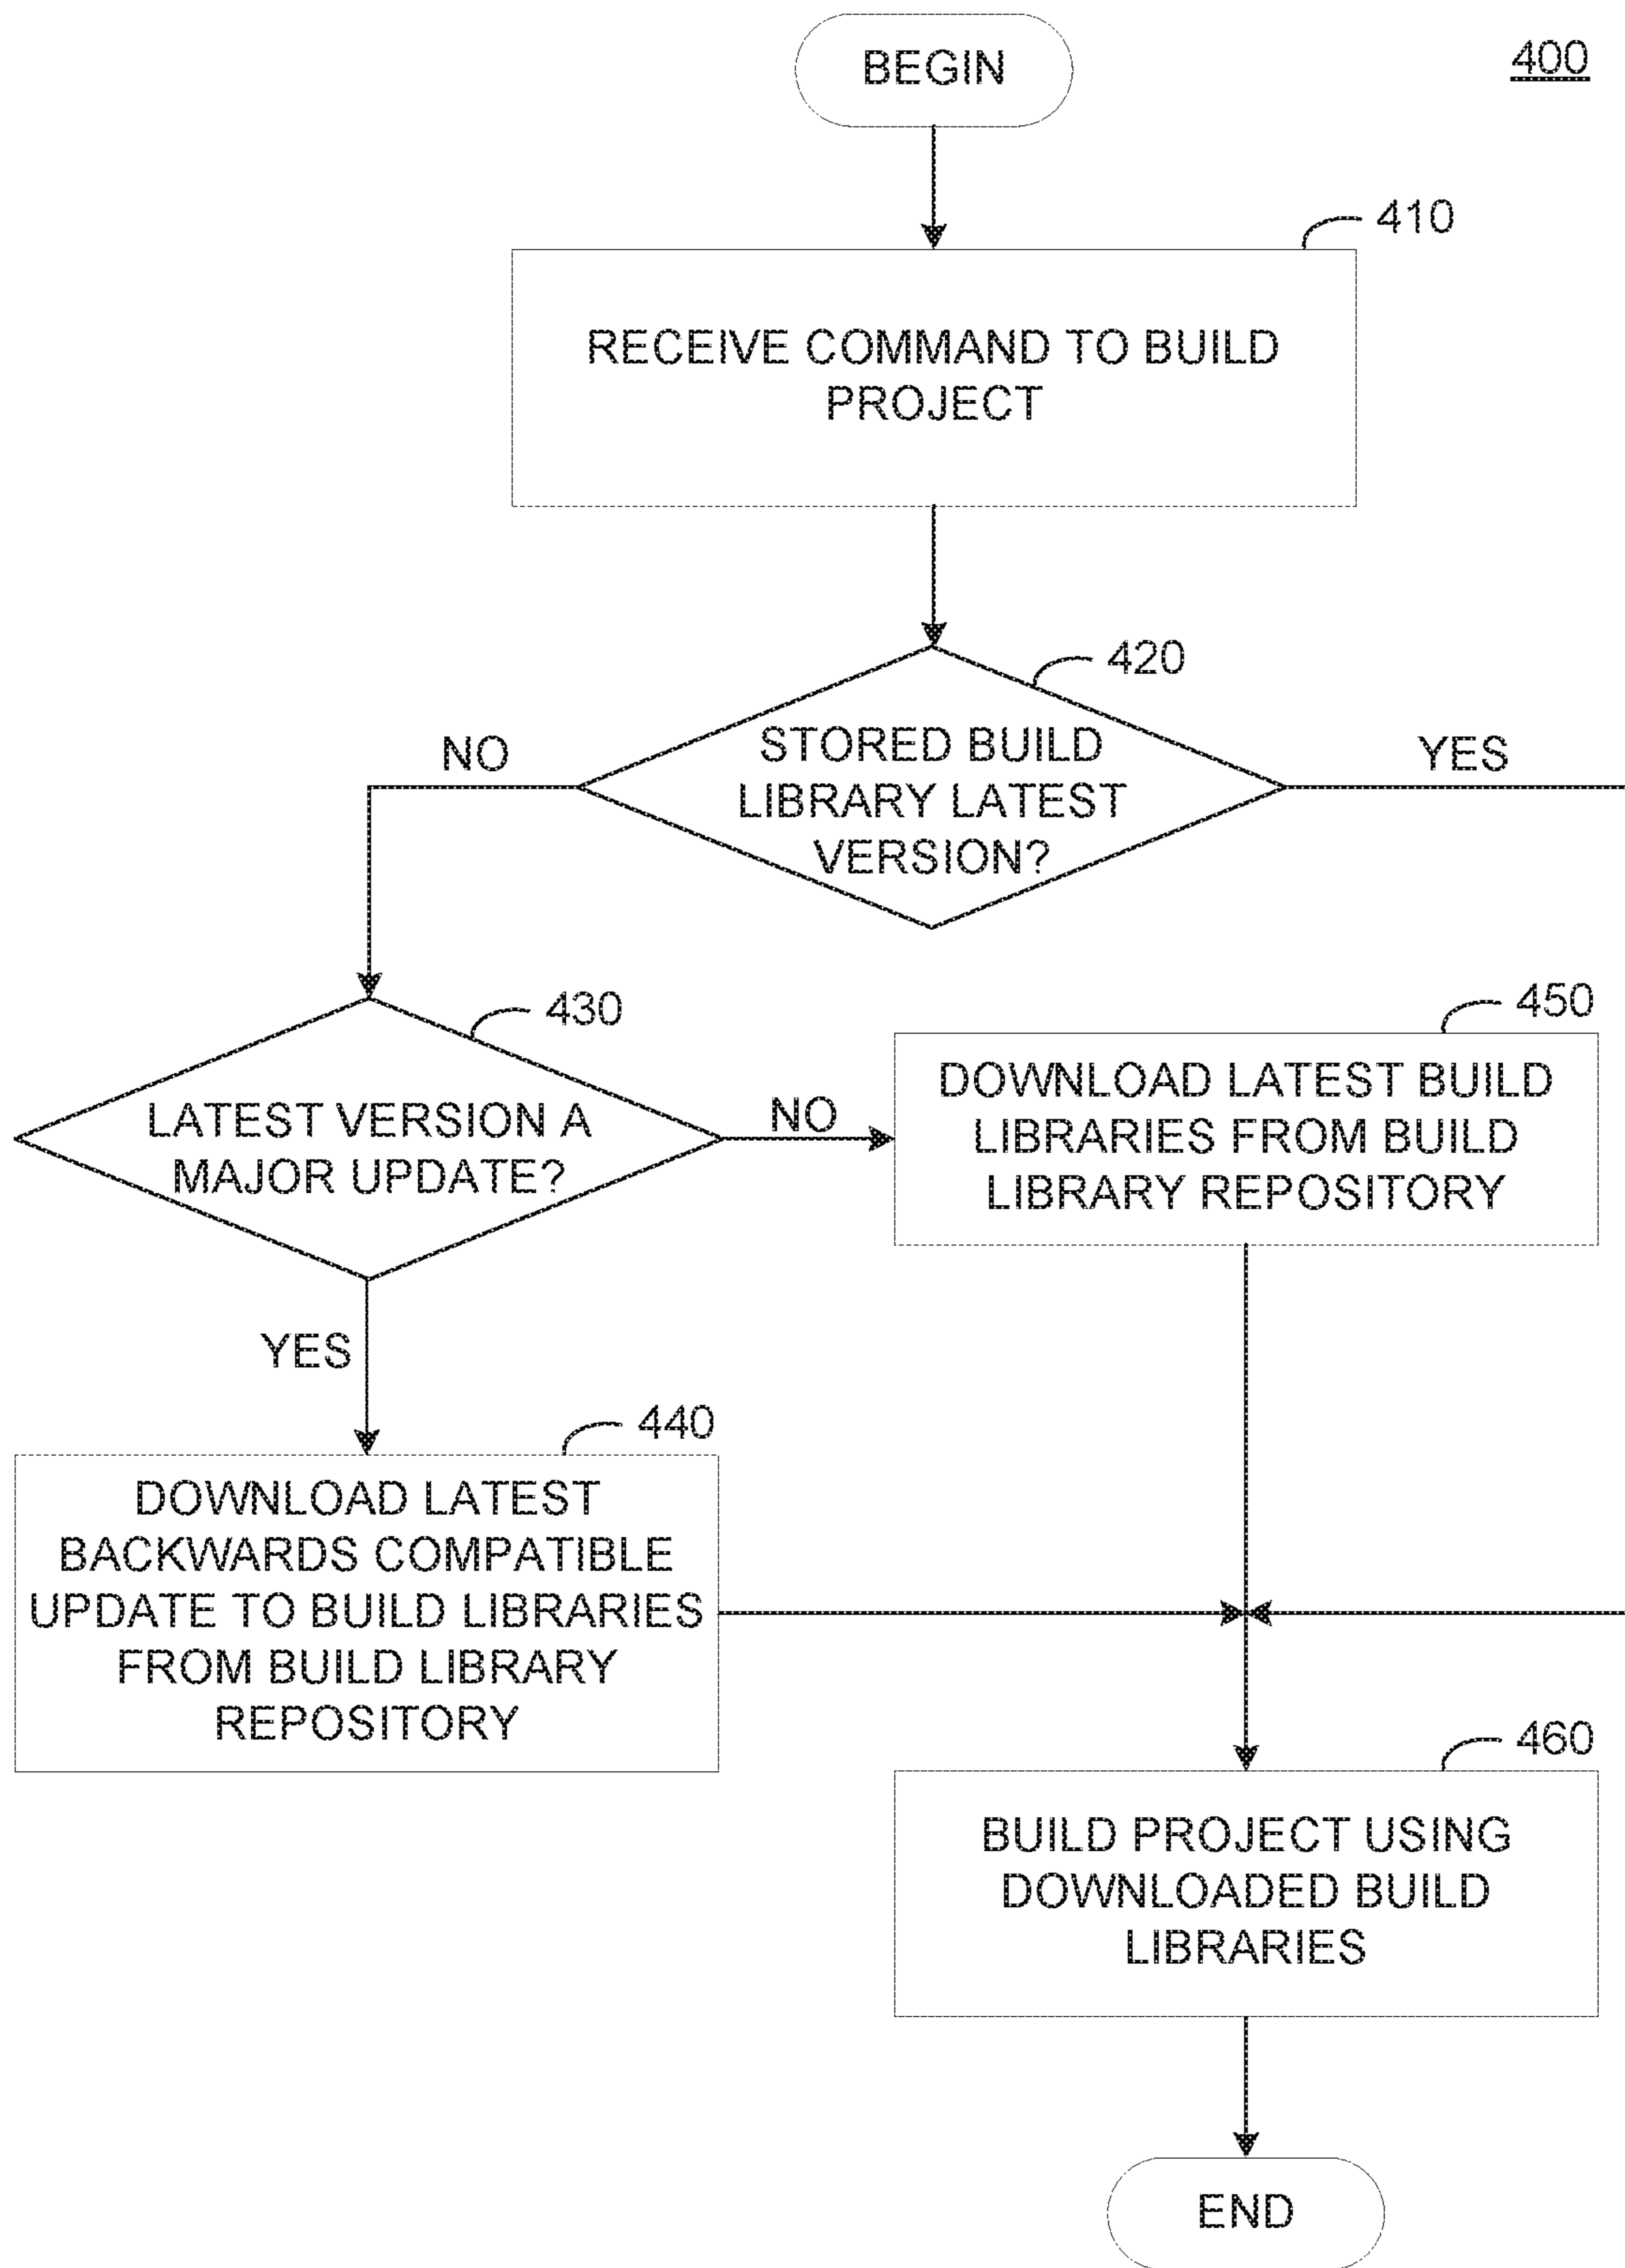 BEGIN
400
410
RECEIVE COMMAND TO BUILD
PROJECT
420
NO
STORED BUILD
LIBRARY LATEST
VERSION?
YES
430
LATEST VERSION A
MAJOR UPDATE?
NO
450
DOWNLOAD LATEST BUILD
LIBRARIES FROM BUILD
LIBRARY REPOSITORY
YES
440
DOWNLOAD LATEST
BACKWARDS COMPATIBLE
UPDATE TO BUILD LIBRARIES
FROM BUILD LIBRARY
REPOSITORY
460
BUILD PROJECT USING
DOWNLOADED BUILD
LIBRARIES
END